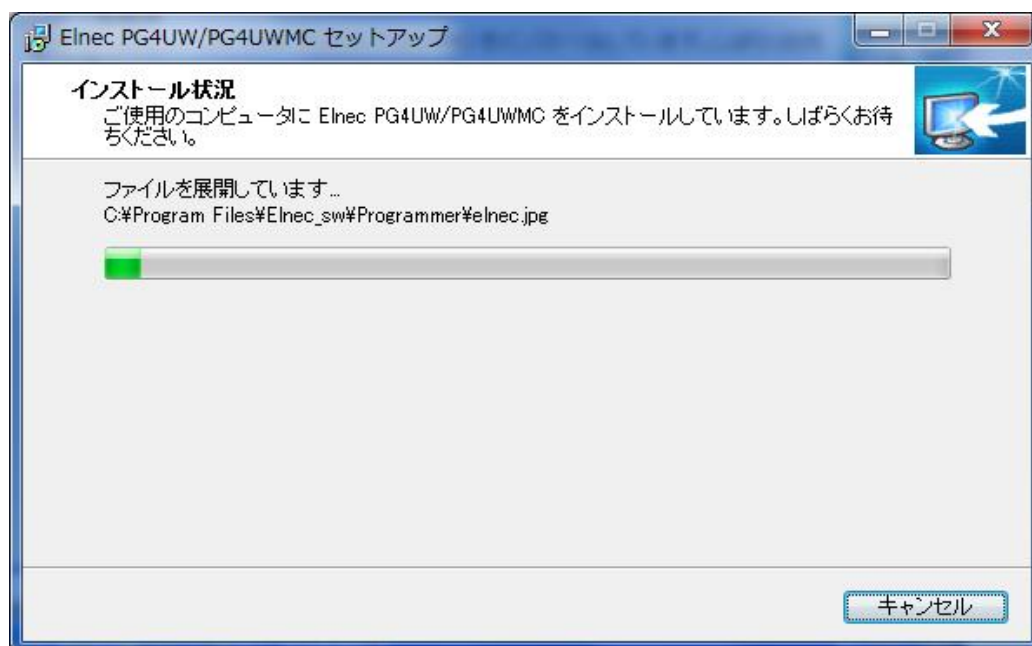 Elnec PG4UW/PG4UWMC セットアップ
インストール状況
ご使用のコンピュータに Elnec PG4UW/PG4UWMC をインストールしています。しばらくお待
ちください。
ファイルを展開しています...
C:¥Program Files¥Elnec_sw¥Programmer¥elnec.jpg
キャンセル